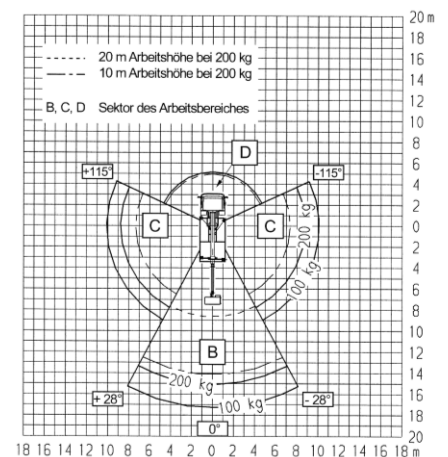 20 m
18
16
14
12
10
8
6
4
2
0
2
4
6
8
10
12
14
16
18
20
m
20 m Arbeitshöhe bei 200 kg
10 m Arbeitshöhe bei 200 kg
B, C, D Sektor des Arbeitsbereiches
D
+115°
-115°
C
C
200 kg
100 kg
B
200 kg
100 kg
+ 28°
- 28°
0°
18 16 14 12 10 8 6 4 2 0 2 4 6 8 10 12 14 16 18